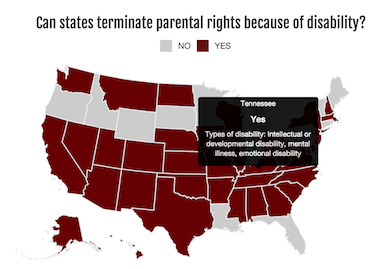 Can states terminate parental rights because of disability?
NO YES
Tennessee
Yes
Types of disability: Intellectual or
developmental disability, mental
illness, emotional disability